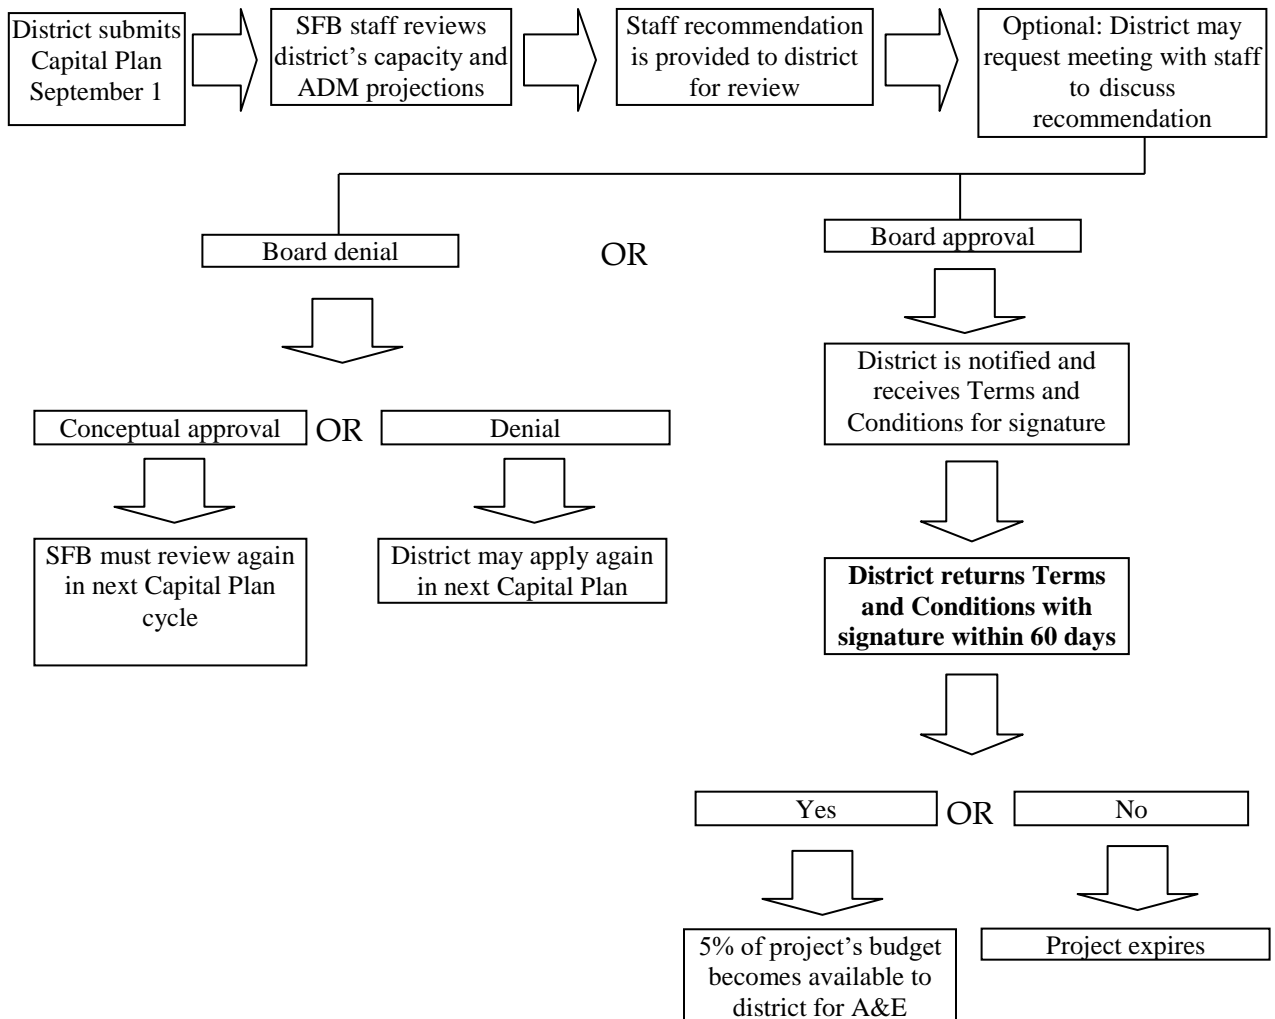 District submits
Capital Plan
September 1
SFB staff reviews
district’s capacity and
ADM projections
Staff recommendation
is provided to district
for review
Optional: District may
request meeting with staff
to discuss
recommendation
Board denial
OR
Board approval
District is notified and
receives Terms and
Conditions for signature
Conceptual approval
OR
Denial
SFB must review again
in next Capital Plan
cycle
District may apply again
in next Capital Plan
District returns Terms
and Conditions with
signature within 60 days
Yes
OR
No
5% of project’s budget
becomes available to
district for A&E
Project expires